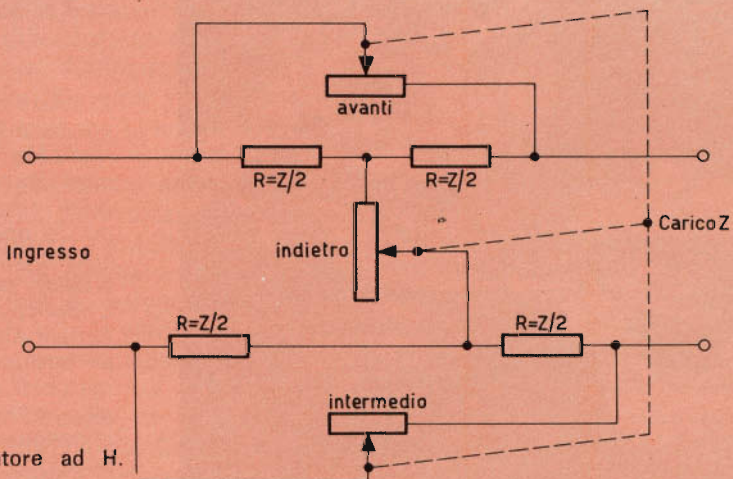 avanti
R=Z/2
R=Z/2
Ingresso
indietro
Carico Z
R=Z/2
R=Z/2
intermedio
tore ad H.